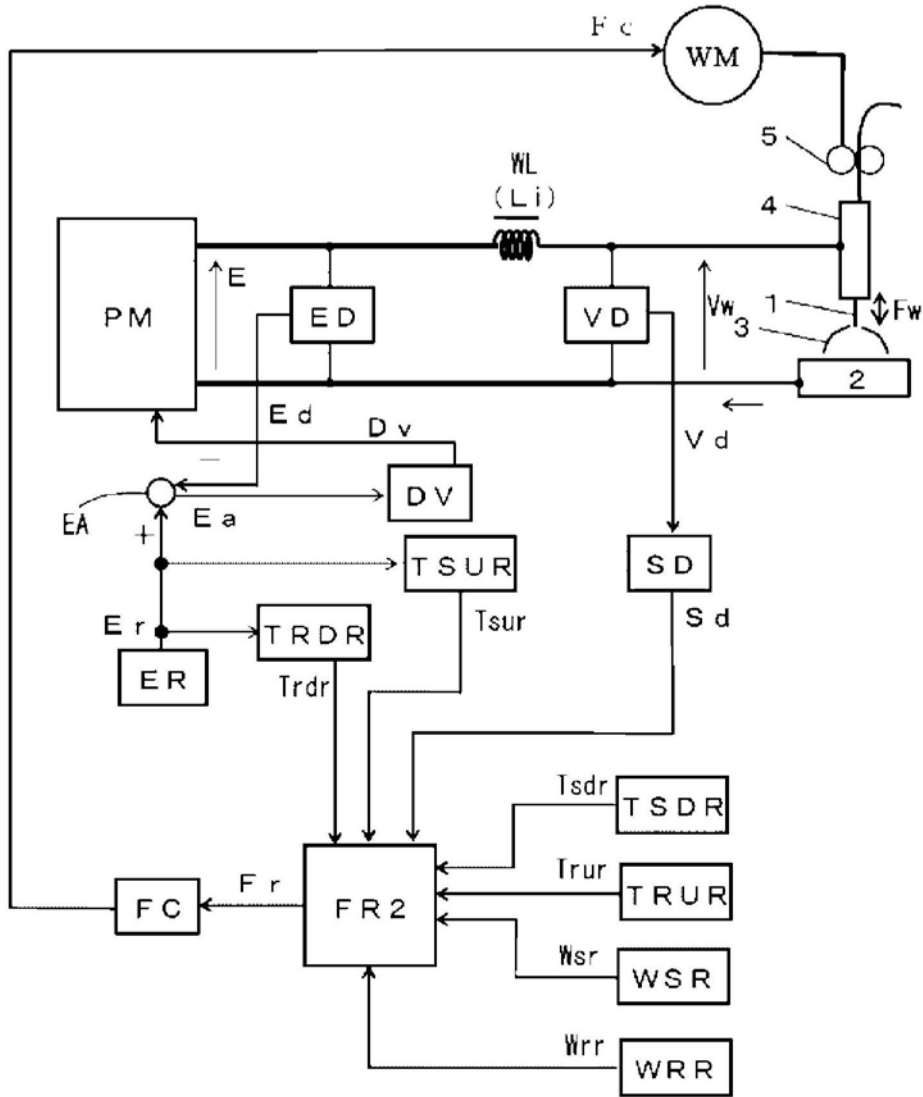 Fc
WM
5
WL
(Li)
4
E
PM
ED
VD
Vw
1
Fw
3
2
Ed
Dv
Vd
−
DV
EA
Ea
+
TSUR
SD
Er
Tsur
Sd
TRDR
ER
Trdr
Tsdr
TSDR
Trur
Fr
TRUR
FC
FR2
Wsr
WSR
Wrr
WRR